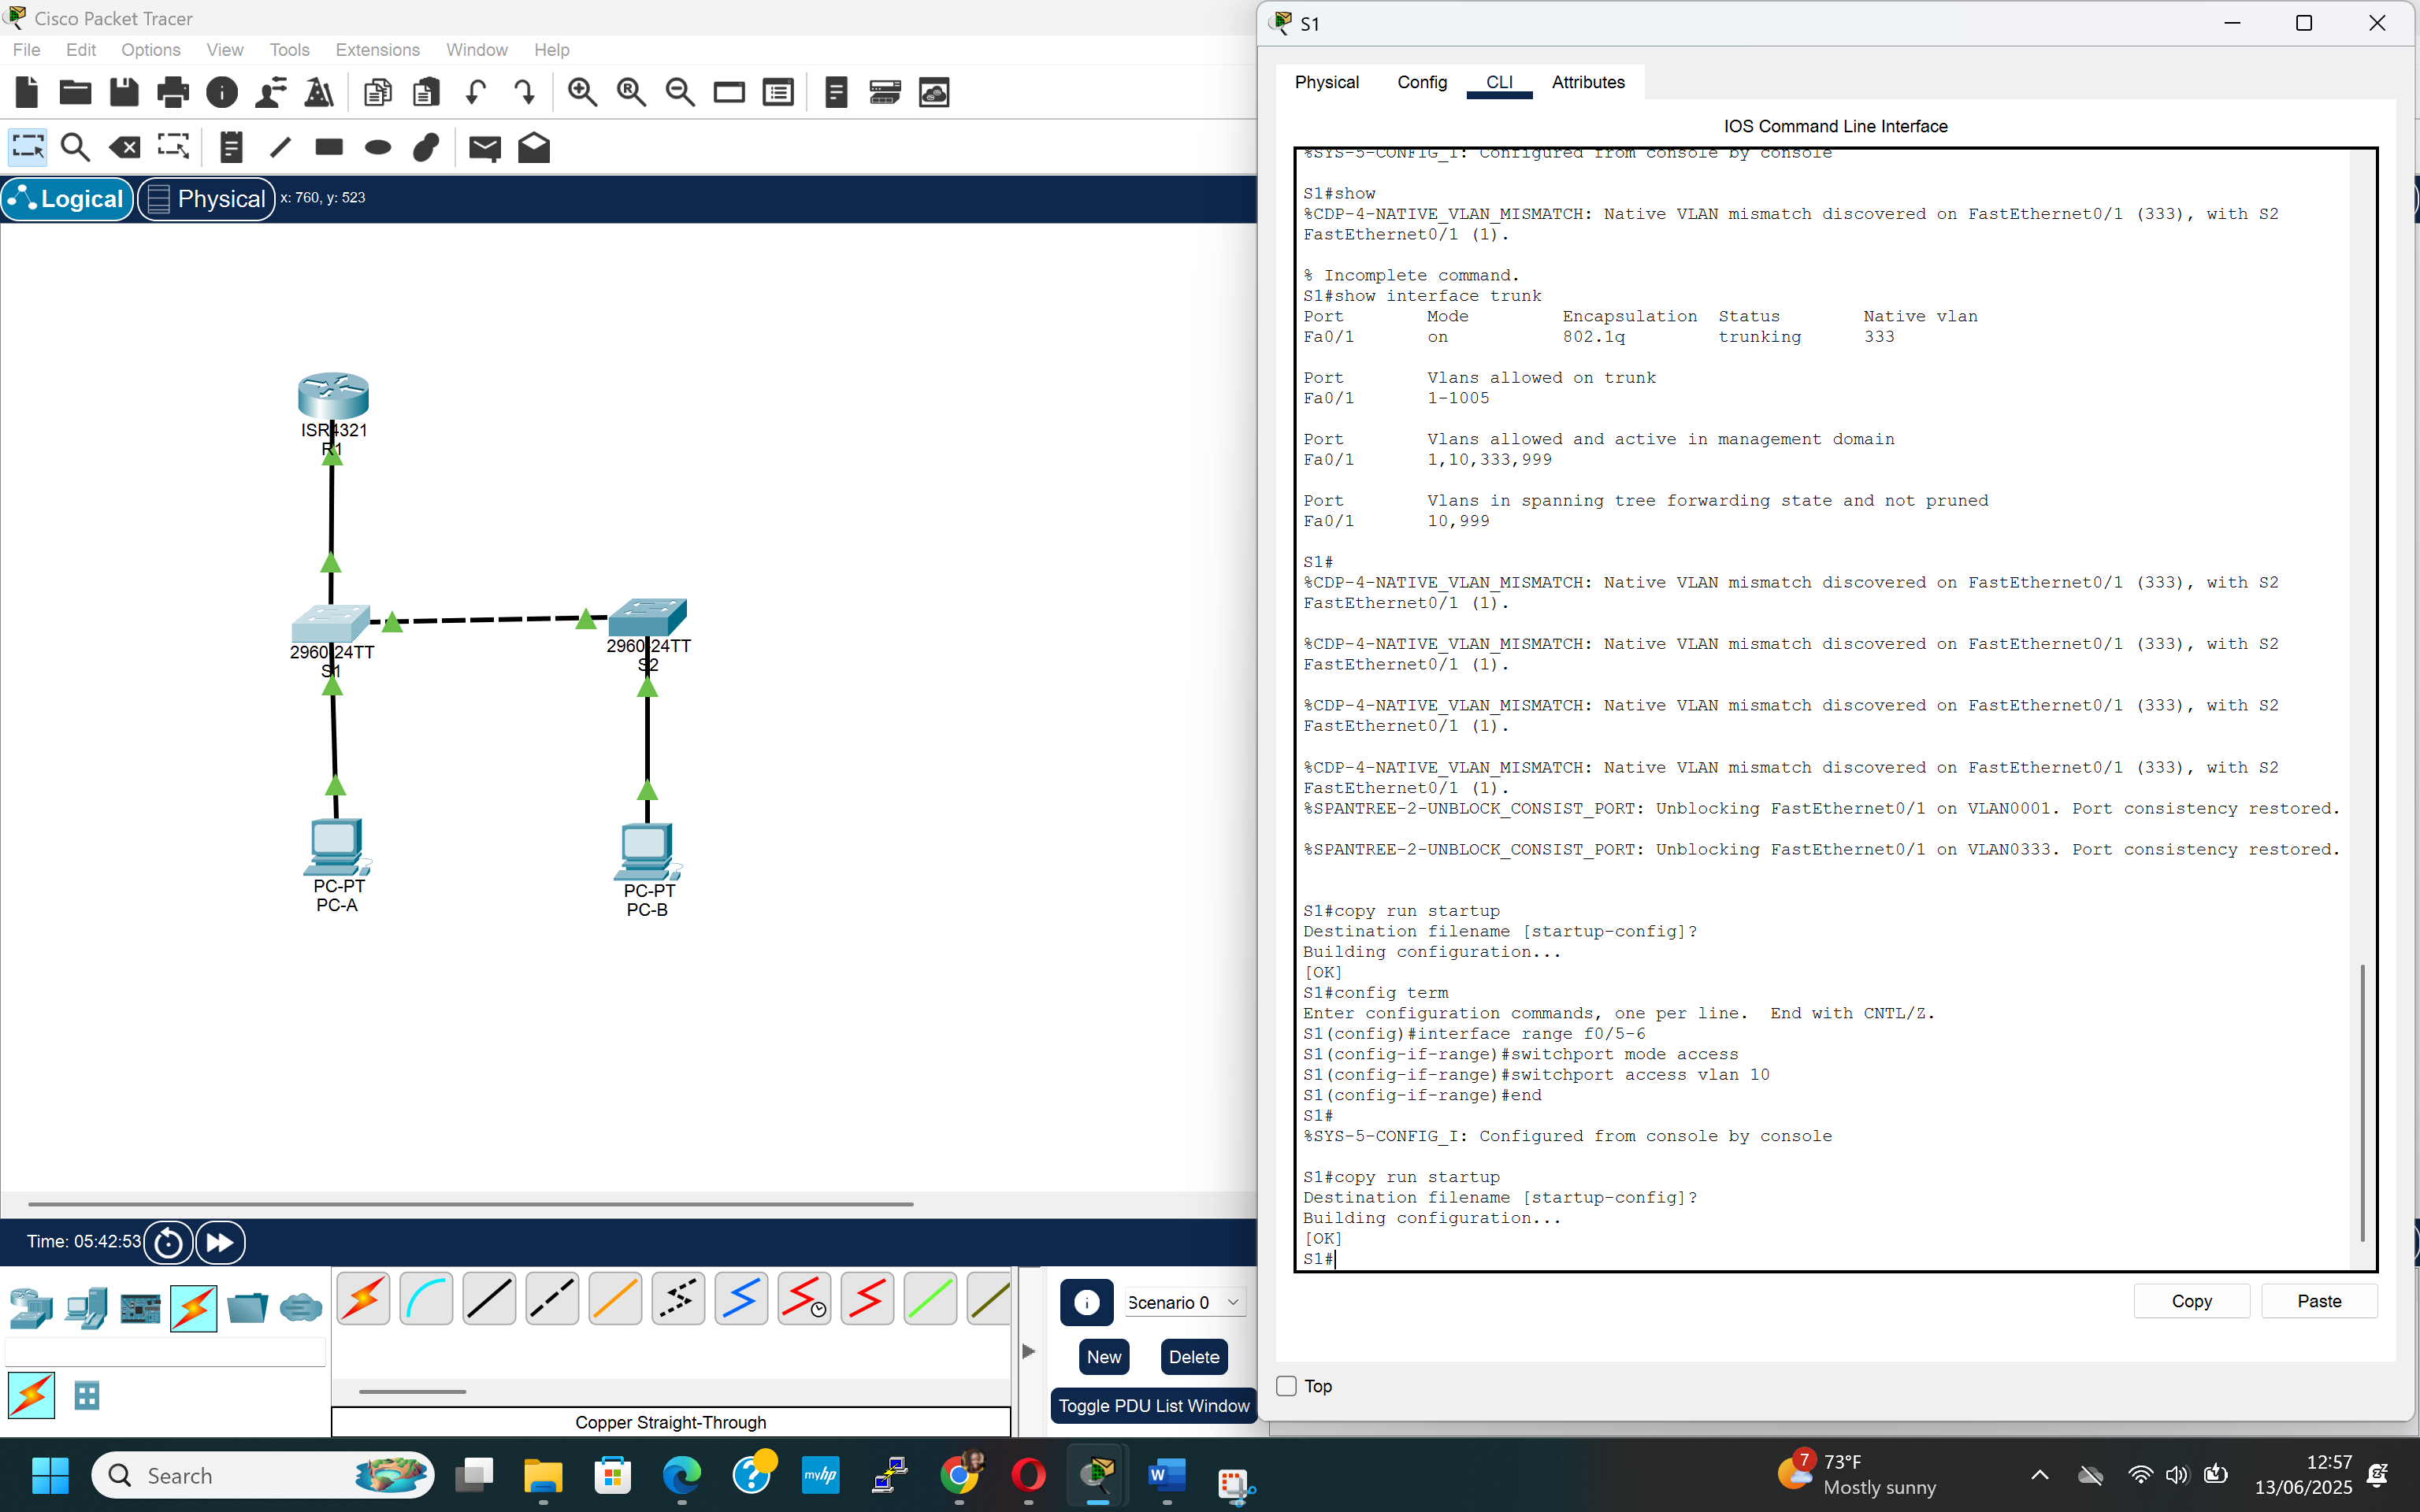 Cisco Packet Tracer
File Edit Options View Tools Extensions Window Help
Logical Physical x: 760, y: 523
ISR4321
R1
2960-24TT
S1
2960-24TT
S2
PC-PT
PC-A
PC-PT
PC-B
Time: 05:42:53
Scenario 0
New Delete
Toggle PDU List Window
Copper Straight-Through
S1
Physical Config CLI Attributes
IOS Command Line Interface
%SYS-5-CONFIG_I: Configured from console by console
S1#show
%CDP-4-NATIVE_VLAN_MISMATCH: Native VLAN mismatch discovered on FastEthernet0/1 (333), with S2
FastEthernet0/1 (1).
% Incomplete command.
S1#show interface trunk
Port Mode Encapsulation Status Native vlan
Fa0/1 on 802.1q trunking 333
Port Vlans allowed on trunk
Fa0/1 1-1005
Port Vlans allowed and active in management domain
Fa0/1 1,10,333,999
Port Vlans in spanning tree forwarding state and not pruned
Fa0/1 10,999
S1#
%CDP-4-NATIVE_VLAN_MISMATCH: Native VLAN mismatch discovered on FastEthernet0/1 (333), with S2
FastEthernet0/1 (1).
%CDP-4-NATIVE_VLAN_MISMATCH: Native VLAN mismatch discovered on FastEthernet0/1 (333), with S2
FastEthernet0/1 (1).
%CDP-4-NATIVE_VLAN_MISMATCH: Native VLAN mismatch discovered on FastEthernet0/1 (333), with S2
FastEthernet0/1 (1).
%CDP-4-NATIVE_VLAN_MISMATCH: Native VLAN mismatch discovered on FastEthernet0/1 (333), with S2
FastEthernet0/1 (1).
%SPANTREE-2-UNBLOCK_CONSIST_PORT: Unblocking FastEthernet0/1 on VLAN0001. Port consistency restored.
%SPANTREE-2-UNBLOCK_CONSIST_PORT: Unblocking FastEthernet0/1 on VLAN0333. Port consistency restored.
S1#copy run startup
Destination filename [startup-config]?
Building configuration...
[OK]
S1#config term
Enter configuration commands, one per line. End with CNTL/Z.
S1(config)#interface range f0/5-6
S1(config-if-range)#switchport mode access
S1(config-if-range)#switchport access vlan 10
S1(config-if-range)#end
S1#
%SYS-5-CONFIG_I: Configured from console by console
S1#copy run startup
Destination filename [startup-config]?
Building configuration...
[OK]
S1#
Copy Paste
Top
Search
myhp
7 73°F
Mostly sunny
12:57
13/06/2025